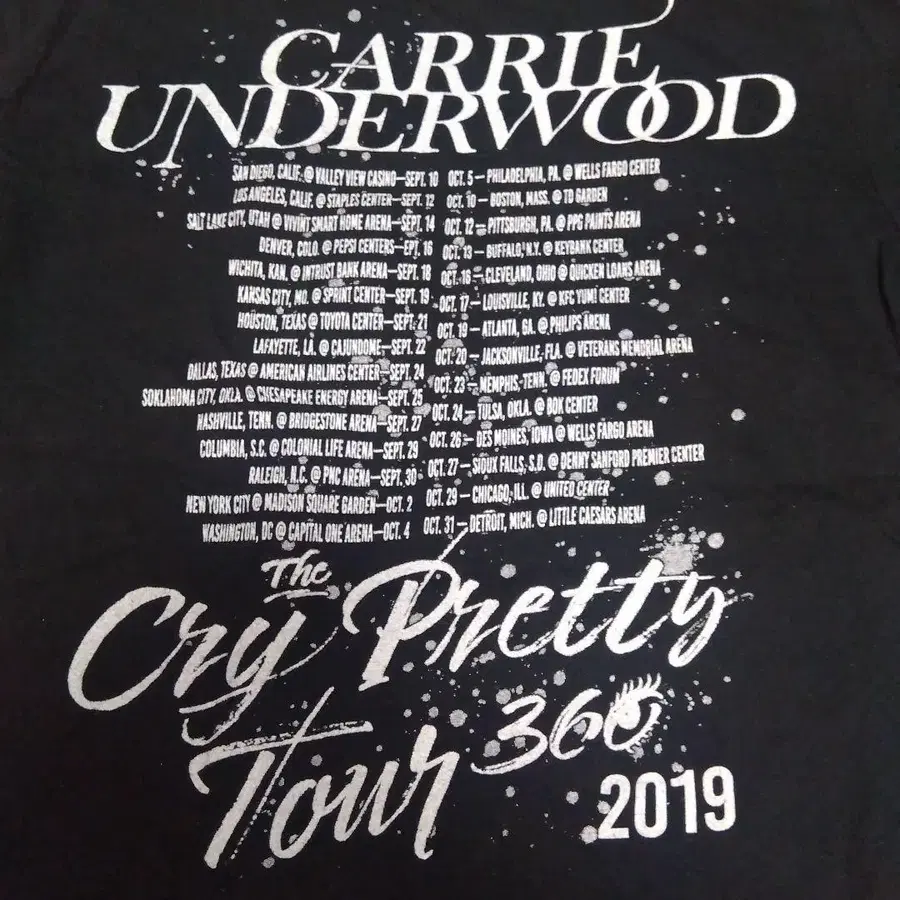 CARRIE
UNDERWOOD
SAN DIEGO, CALIF. @ VALLEY VIEW CASINO—SEPT. 10
LOS ANGELES, CALIF. @ STAPLES CENTER—SEPT. 12
SALT LAKE CITY, UTAH @ VIVINT SMART HOME ARENA—SEPT. 14
DENVER, COLO. @ PEPSI CENTERS—EPT. 16
WICHITA, KAN. @ INTRUST BANK ARENA—SEPT. 18
KANSAS CITY, MO. @ SPRINT CENTER—SEPT. 19
HOUSTON, TEXAS @ TOYOTA CENTER—SEPT. 21
LAFAYETTE, LA. @ CAJUNDOME—SEPT. 22
DALLAS, TEXAS @ AMERICAN AIRLINES CENTER—SEPT. 24
SOKLAHOMA CITY, OKLA. @ CHESAPEAKE ENERGY ARENA—SEPT. 25
NASHVILLE, TENN. @ BRIDGESTONE ARENA—SEPT. 27
COLUMBIA, S.C. @ COLONIAL LIFE ARENA—SEPT. 29
RALEIGH, N.C. @ PNC ARENA—SEPT. 30
NEW YORK CITY @ MADISON SQUARE GARDEN—OCT. 2
WASHINGTON, DC @ CAPITAL ONE ARENA—OCT. 4
OCT. 5 — PHILADELPHIA, PA. @ WELLS FARGO CENTER
OCT. 10 — BOSTON, MASS. @ TD GARDEN
OCT. 12 — PITTSBURGH, PA. @ PPG PAINTS ARENA
OCT. 13 — BUFFALO, N.Y. @ KEYBANK CENTER
OCT. 16 — CLEVELAND, OHIO @ QUICKEN LOANS ARENA
OCT. 17 — LOUISVILLE, KY. @ KFC YUM! CENTER
OCT. 19 — ATLANTA, GA. @ PHILIPS ARENA
OCT. 20 — JACKSONVILLE, FLA. @ VETERANS MEMORIAL ARENA
OCT. 23 — MEMPHIS, TENN. @ FEDEX FORUM
OCT. 24 — TULSA, OKLA. @ BOK CENTER
OCT. 26 — DES MOINES, IOWA @ WELLS FARGO ARENA
OCT. 27 — SIOUX FALLS, S.D. @ DENNY SANFORD PREMIER CENTER
OCT. 29 — CHICAGO, ILL. @ UNITED CENTER
OCT. 31 — DETROIT, MICH. @ LITTLE CAESARS ARENA
The
Cry Pretty
Tour 360
2019